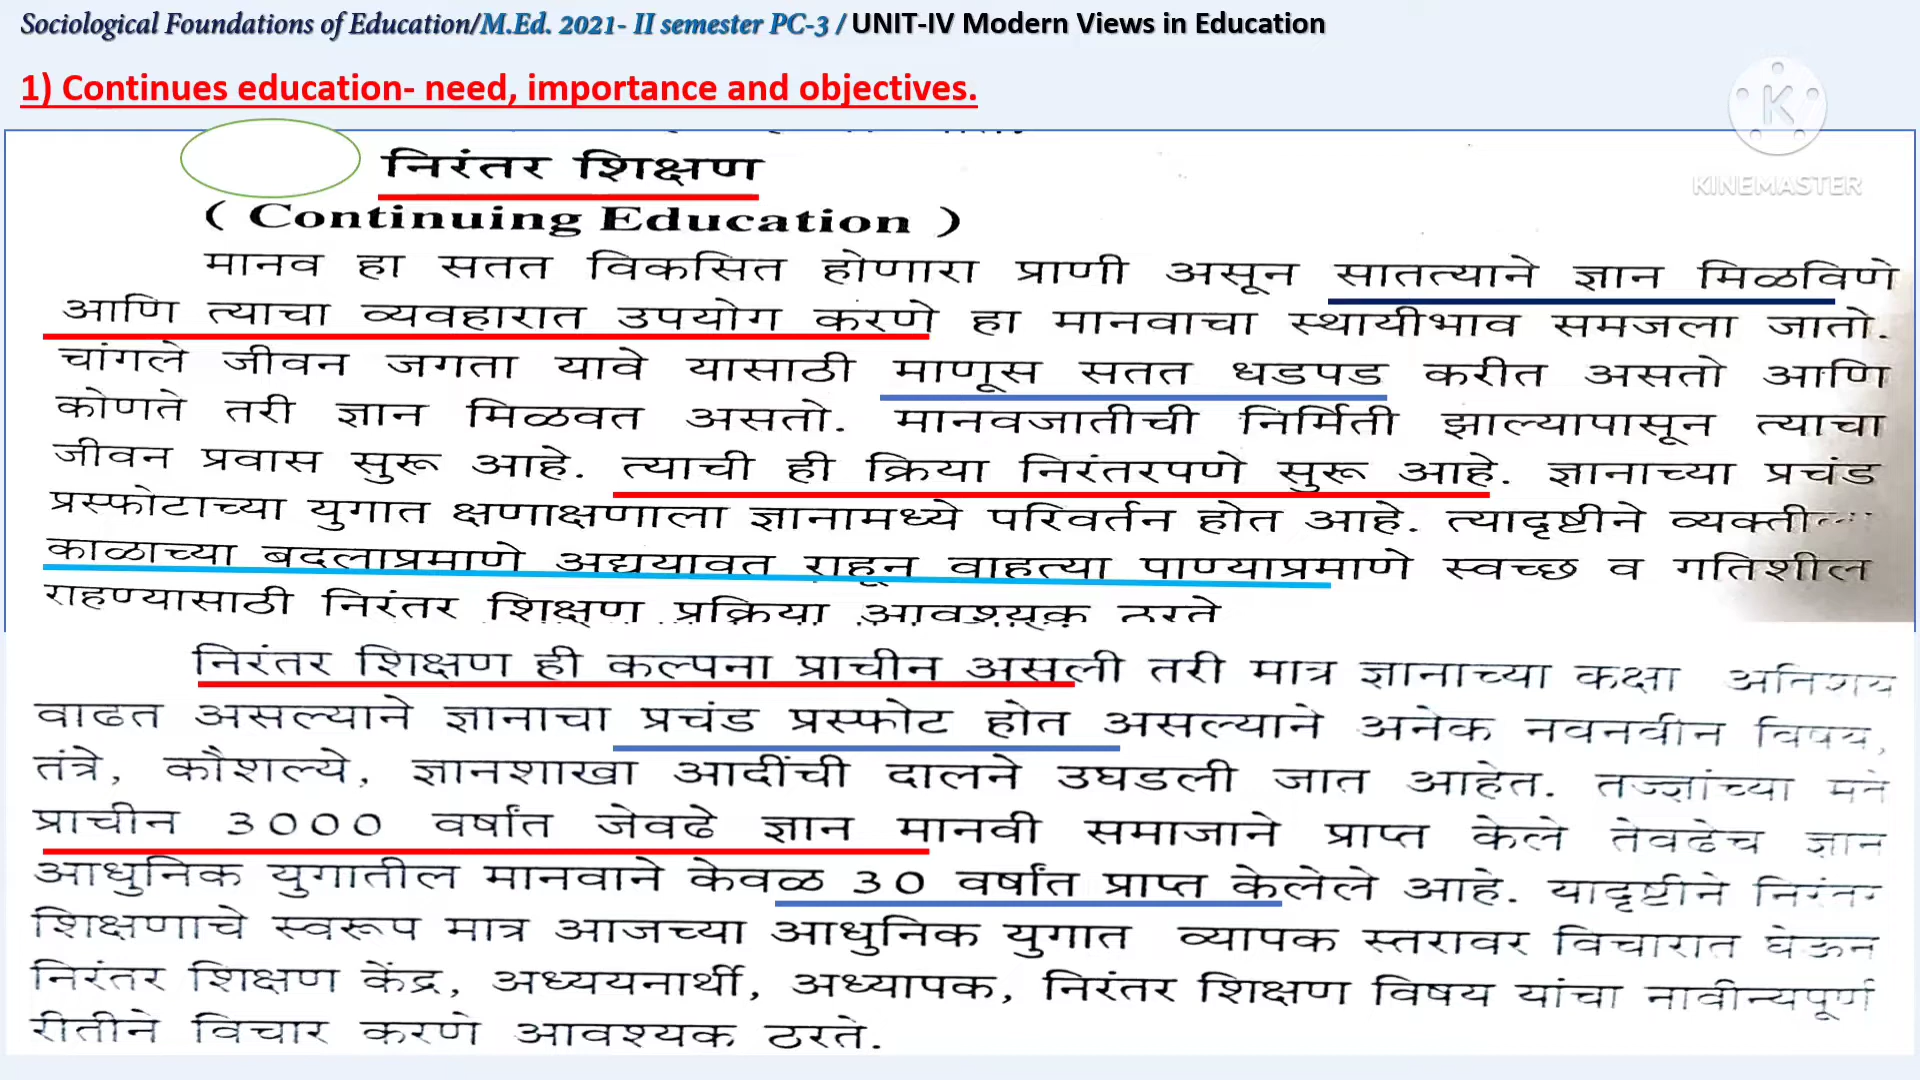 Sociological Foundations of Education/M.Ed. 2021- II semester PC-3 / UNIT-IV Modern Views in Education
1) Continues education- need, importance and objectives.
KINEMASTER
निरंतर शिक्षण
( Continuing Education )
मानव हा सतत विकसित होणारा प्राणी असून सातत्याने ज्ञान मिळविणे
आणि त्याचा व्यवहारात उपयोग करणे हा मानवाचा स्थायीभाव समजला जातो.
चांगले जीवन जगता यावे यासाठी माणूस सतत धडपड करीत असतो आणि
कोणते तरी ज्ञान मिळवत असतो. मानवजातीची निर्मिती झाल्यापासून त्याचा
जीवन प्रवास सुरू आहे. त्याची ही क्रिया निरंतरपणे सुरू आहे. ज्ञानाच्या प्रचंड
प्रस्फोटाच्या युगात क्षणाक्षणाला ज्ञानामध्ये परिवर्तन होत आहे. त्यादृष्टीने
काळाच्या बदलाप्रमाणे अद्ययावत राहून वाहत्या पाण्याप्रमाणे स्वच्छ व गतिशील
राहण्यासाठी निरंतर शिक्षण प्रक्रिया आवश्यक ठरते
निरंतर शिक्षण ही कल्पना प्राचीन असली तरी मात्र ज्ञानाच्या कक्षा अतिशय
वाढत असल्याने ज्ञानाचा प्रचंड प्रस्फोट होत असल्याने अनेक नवनवीन विषय,
तंत्रे, कौशल्ये, ज्ञानशाखा आदींची दालने उघडली जात आहेत. तज्ज्ञांच्या मते
प्राचीन 3000 वर्षांत जेवढे ज्ञान मानवी समाजाने प्राप्त केले तेवढेच ज्ञान
आधुनिक युगातील मानवाने केवळ 30 वर्षांत प्राप्त केलेले आहे. यादृष्टीने निरंतर
शिक्षणाचे स्वरूप मात्र आजच्या आधुनिक युगात व्यापक स्तरावर विचारात घेऊन
निरंतर शिक्षण केंद्र, अध्ययनार्थी, अध्यापक, निरंतर शिक्षण विषय यांचा नावीन्यपूर्ण
रीतीने विचार करणे आवश्यक ठरते.